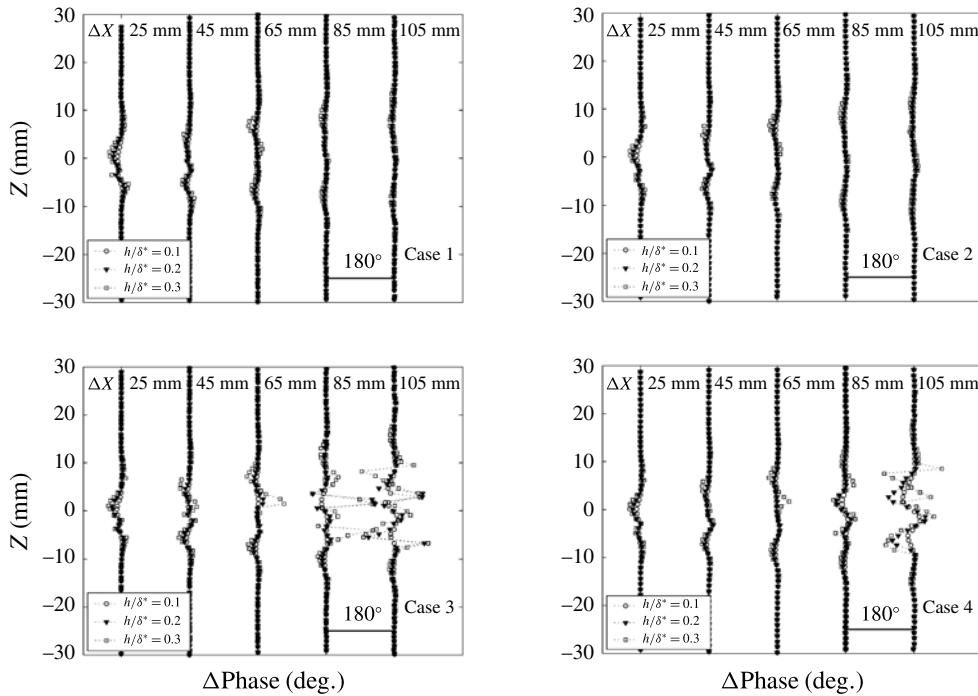 30
20
10
0
−10
−20
−30
Z (mm)
ΔX 25 mm 45 mm 65 mm 85 mm 105 mm
h/δ* = 0.1
h/δ* = 0.2
h/δ* = 0.3
180°
Case 1
30
20
10
0
−10
−20
−30
ΔX 25 mm 45 mm 65 mm 85 mm 105 mm
h/δ* = 0.1
h/δ* = 0.2
h/δ* = 0.3
180°
Case 2
30
20
10
0
−10
−20
−30
Z (mm)
ΔX 25 mm 45 mm 65 mm 85 mm 105 mm
h/δ* = 0.1
h/δ* = 0.2
h/δ* = 0.3
180°
Case 3
ΔPhase (deg.)
30
20
10
0
−10
−20
−30
ΔX 25 mm 45 mm 65 mm 85 mm 105 mm
h/δ* = 0.1
h/δ* = 0.2
h/δ* = 0.3
180°
Case 4
ΔPhase (deg.)